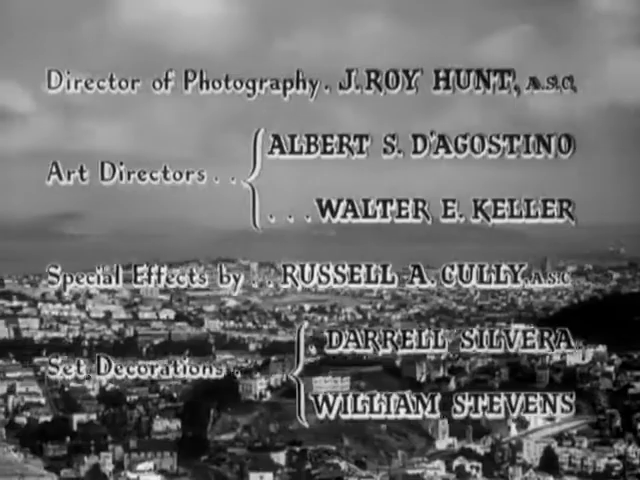 Director of Photography. J. ROY HUNT, A.S.C.
Art Directors . . ALBERT S. D'AGOSTINO
. . . WALTER E. KELLER
Special Effects by . . RUSSELL A. CULLY, A.S.C.
Set Decorations . . DARRELL SILVERA
WILLIAM STEVENS